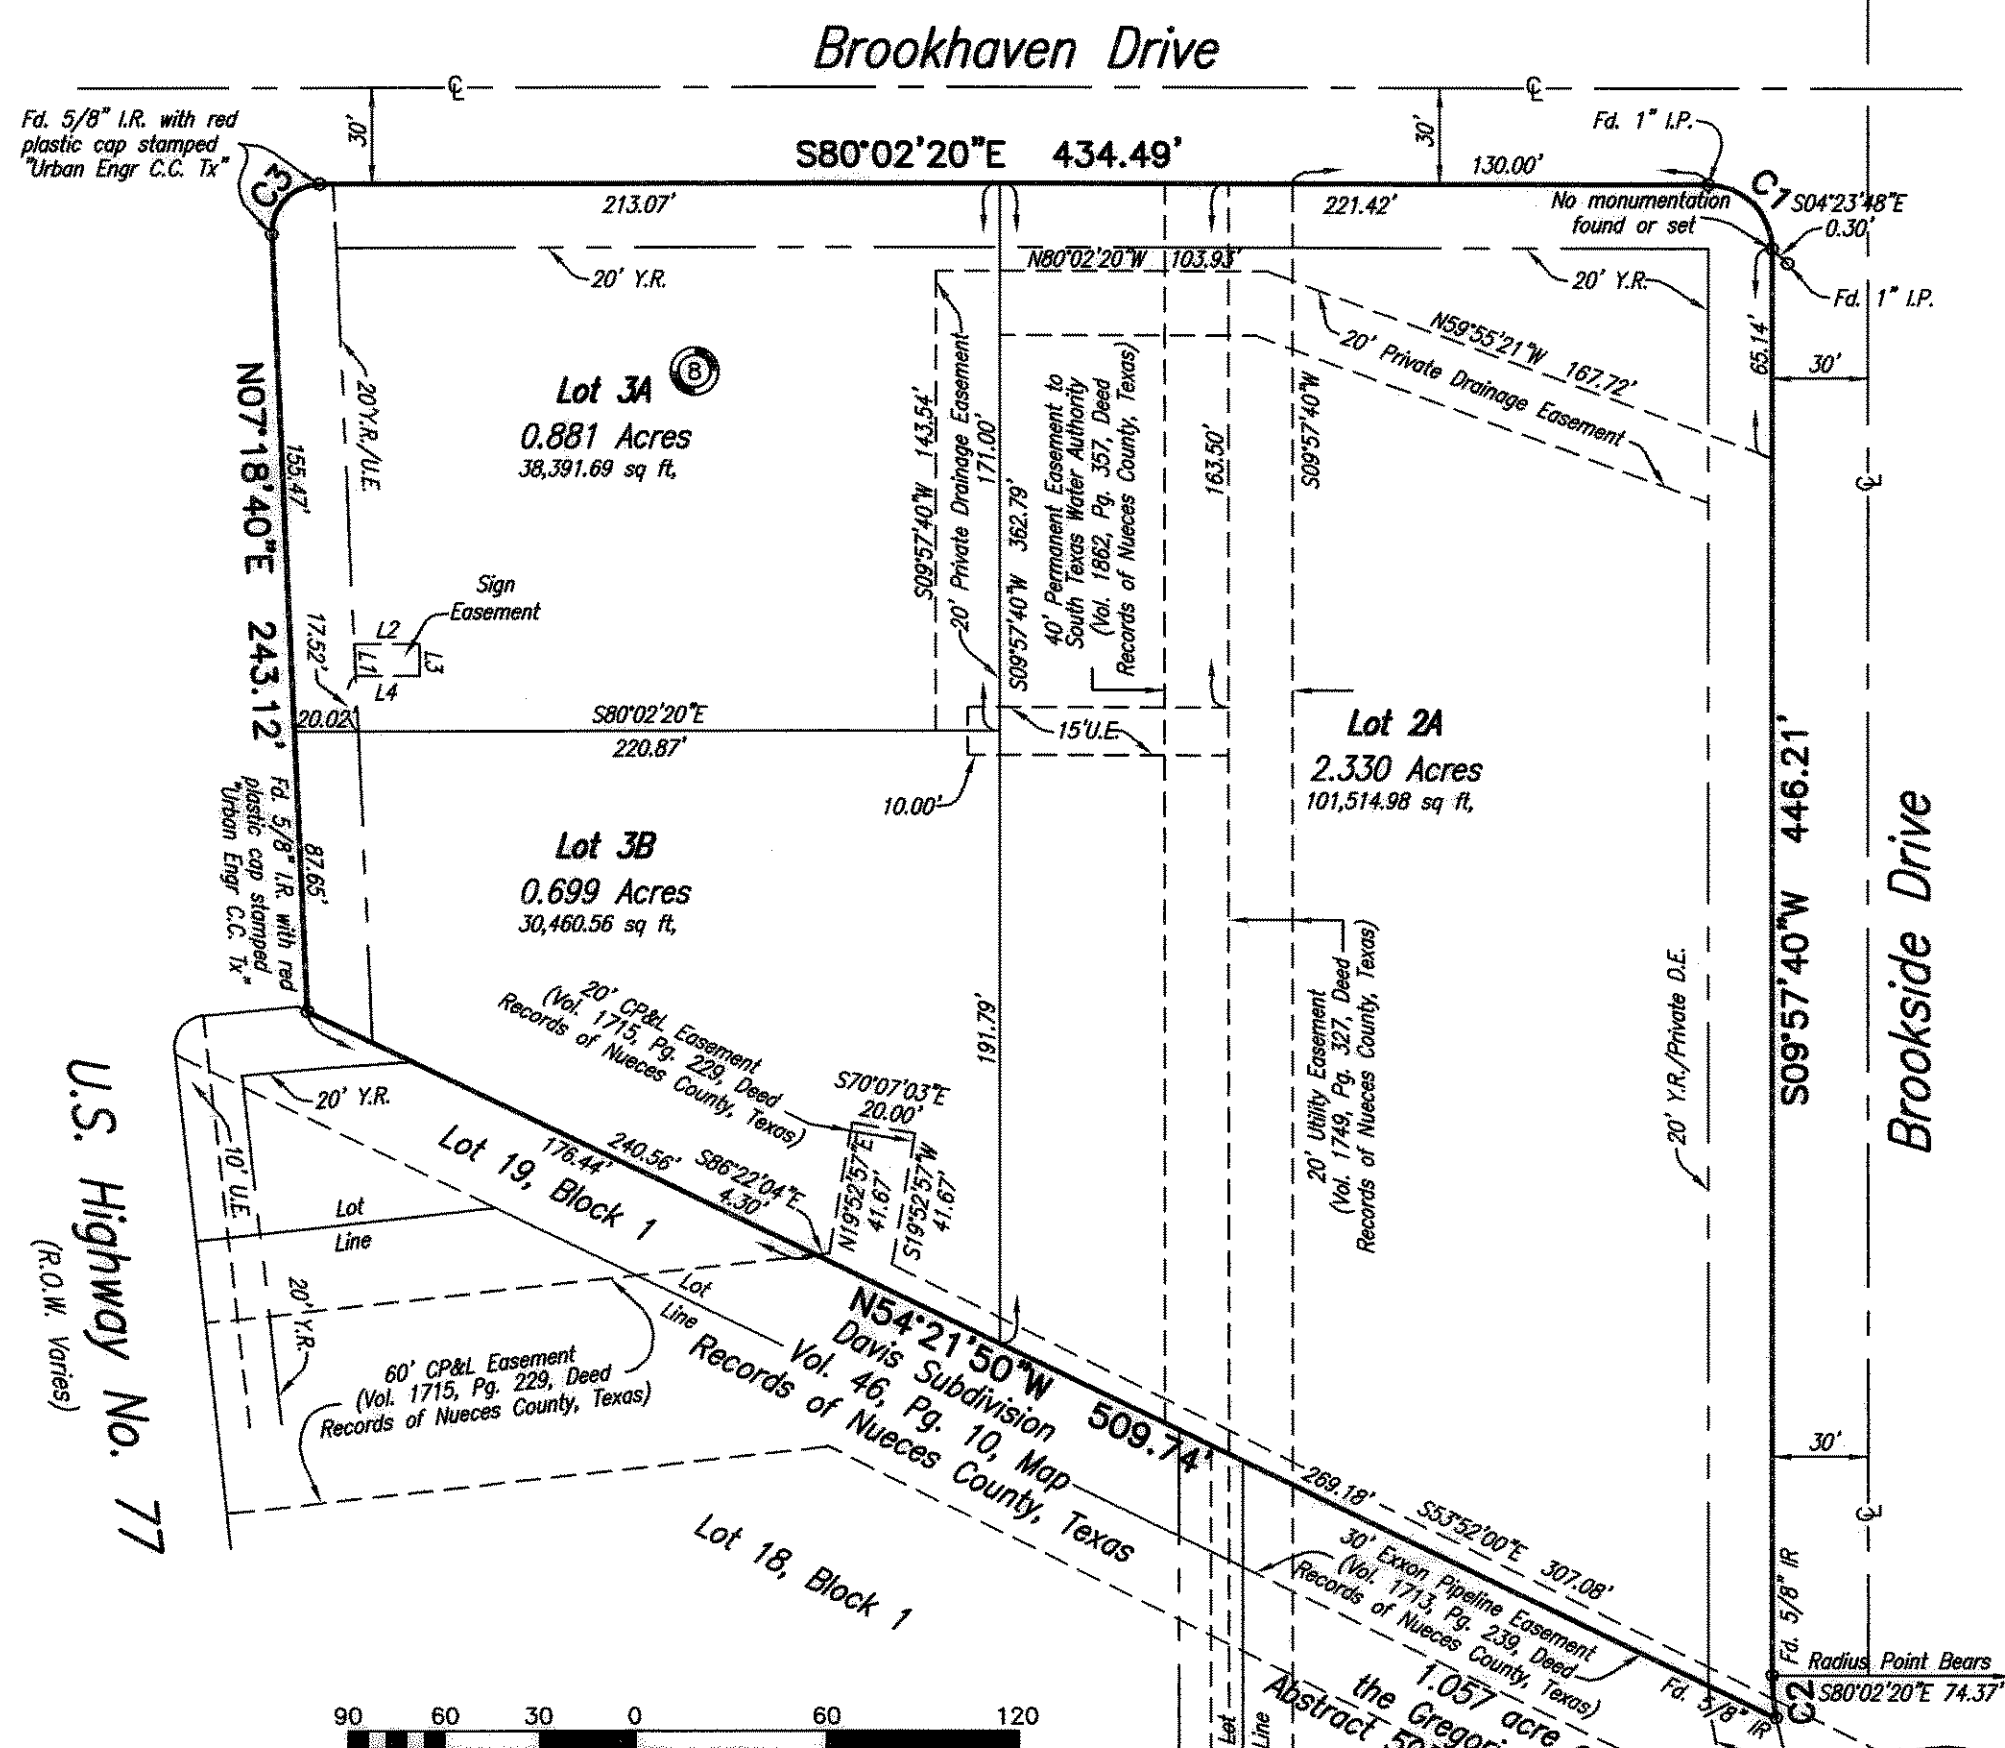 Brookhaven Drive
℄
℄
Fd. 5/8" I.R. with red
plastic cap stamped
"Urban Engr C.C. Tx"
30'
S80°02'20"E 434.49'
30'
Fd. 1" I.P.
130.00'
C3
C1
213.07'
221.42'
No monumentation
found or set
S04°23'48"E
0.30'
Fd. 1" I.P.
20' Y.R.
N80°02'20"W 103.93'
20' Y.R.
N59°55'21"W 167.72'
20' Private Drainage Easement
65.14'
30'
N07°18'40"E 243.12'
155.47'
20'Y.R./U.E.
Lot 3A
8
0.881 Acres
38,391.69 sq ft,
S09°57'40"W 143.54'
20' Private Drainage Easement
171.00'
S09°57'40"W 362.79'
40' Permanent Easement to
South Texas Water Authority
(Vol. 1862, Pg. 357, Deed
Records of Nueces County, Texas)
163.50'
S09°57'40"W
℄
Sign
Easement
17.52'
L2
L1
L3
L4
20.02'
S80°02'20"E
220.87'
15'U.E.
10.00'
Lot 2A
2.330 Acres
101,514.98 sq ft,
S09°57'40"W 446.21'
Brookside Drive
Fd. 5/8" I.R. with red
plastic cap stamped
"Urban Engr C.C. Tx"
87.65'
Lot 3B
0.699 Acres
30,460.56 sq ft,
20' CP&L Easement
(Vol. 1715, Pg. 229, Deed
Records of Nueces County, Texas)
191.79'
20' Utility Easement
(Vol. 1749, Pg. 327, Deed
Records of Nueces County, Texas)
20' Y.R./Private D.E.
S70°07'03"E
20.00'
N19°52'57"E
41.67'
S19°52'57"W
41.67'
U.S. Highway No. 77
(R.O.W. Varies)
20' Y.R.
10' U.E.
Lot
Line
20' Y.R.
176.44'
240.56'
S86°22'04"E
4.30'
Lot 19, Block 1
Lot
Line
N54°21'50"W 509.74'
Davis Subdivision
Vol. 46, Pg. 10, Map
Records of Nueces County, Texas
60' CP&L Easement
(Vol. 1715, Pg. 229, Deed
Records of Nueces County, Texas)
Lot 18, Block 1
269.18'
S53°52'00"E 307.08'
30' Exxon Pipeline Easement
(Vol. 1713, Pg. 239, Deed
Records of Nueces County, Texas)
30'
℄
Fd. 5/8" IR
Radius Point Bears
S80°02'20"E 74.37'
C2
Fd. 5/8" IR
1.057 acre
the Gregori
Abstract
Lot
Line
90 60 30 0 60 120